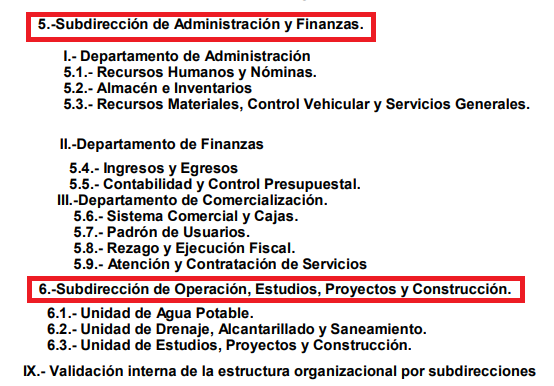 5.-Subdirección de Administración y Finanzas.
I.- Departamento de Administración
5.1.- Recursos Humanos y Nóminas.
5.2.- Almacén e Inventarios
5.3.- Recursos Materiales, Control Vehicular y Servicios Generales.
II.-Departamento de Finanzas
5.4.- Ingresos y Egresos
5.5.- Contabilidad y Control Presupuestal.
III.-Departamento de Comercialización.
5.6.- Sistema Comercial y Cajas.
5.7.- Padrón de Usuarios.
5.8.- Rezago y Ejecución Fiscal.
5.9.- Atención y Contratación de Servicios
6.-Subdirección de Operación, Estudios, Proyectos y Construcción.
6.1.- Unidad de Agua Potable.
6.2.- Unidad de Drenaje, Alcantarillado y Saneamiento.
6.3.- Unidad de Estudios, Proyectos y Construcción.
IX.- Validación interna de la estructura organizacional por subdirecciones